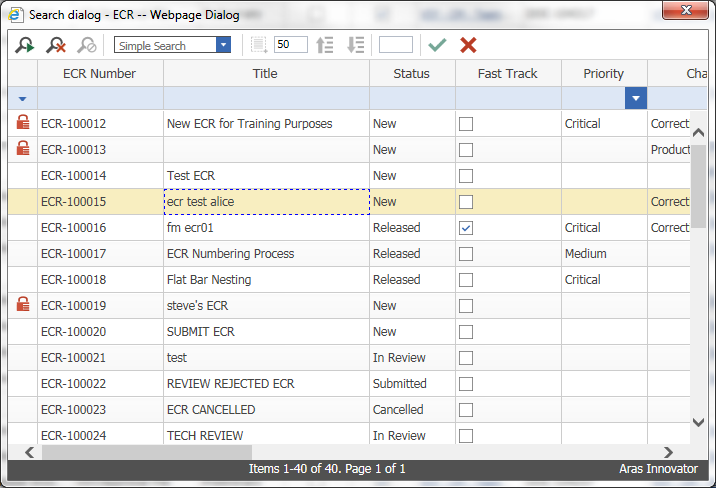 Search dialog - ECR -- Webpage Dialog
Simple Search 50
ECR Number Title Status Fast Track Priority Cha
ECR-100012 New ECR for Training Purposes New Critical Correct
ECR-100013 New Product
ECR-100014 Test ECR New
ECR-100015 ecr test alice New Correct
ECR-100016 fm ecr01 Released Critical Correct
ECR-100017 ECR Numbering Process Released Medium
ECR-100018 Flat Bar Nesting Released Critical
ECR-100019 steve's ECR New
ECR-100020 SUBMIT ECR New
ECR-100021 test In Review
ECR-100022 REVIEW REJECTED ECR Submitted
ECR-100023 ECR CANCELLED Cancelled
ECR-100024 TECH REVIEW In Review
Items 1-40 of 40. Page 1 of 1 Aras Innovator